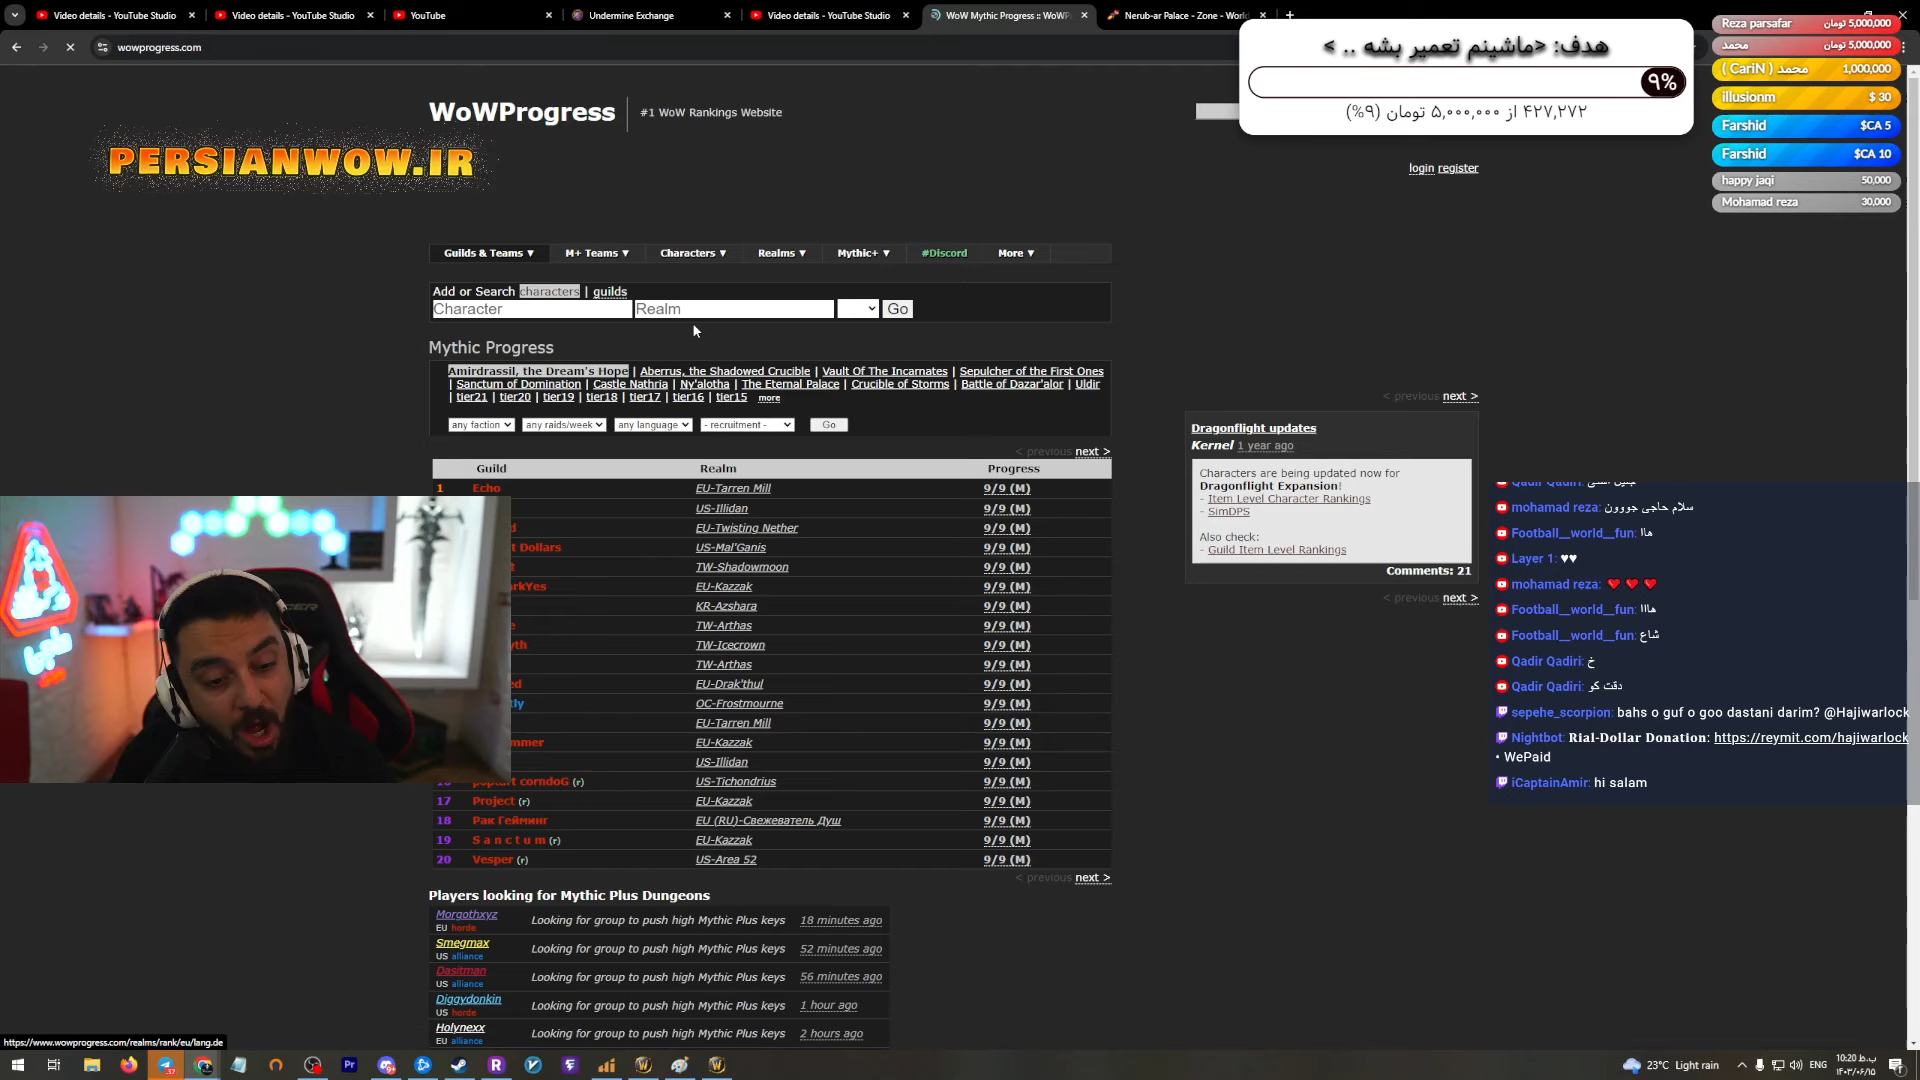 Video details - YouTube Studio
Video details - YouTube Studio
YouTube
Undermine Exchange
Video details - YouTube Studio
WoW Mythic Progress :: WoWP
Nerub-ar Palace - Zone - World
wowprogress.com
هدف: <ماشینم تعمیر بشه .. >
۹%
۴۲۷,۲۷۲ از ۵,۰۰۰,۰۰۰ تومان (۹%)
Reza parsafar 5,000,000 تومان
محمد 5,000,000 تومان
( CariN ) محمد 1,000,000
illusionm $ 30
Farshid $CA 5
Farshid $CA 10
happy jaqi 50,000
Mohamad reza 30,000
WoWProgress
#1 WoW Rankings Website
PERSIANWOW.IR
login register
Guilds & Teams ▼ M+ Teams ▼ Characters ▼ Realms ▼ Mythic+ ▼ #Discord More ▼
Add or Search characters | guilds
Character Realm Go
Mythic Progress
Amirdrassil, the Dream's Hope | Aberrus, the Shadowed Crucible | Vault Of The Incarnates | Sepulcher of the First Ones
| Sanctum of Domination | Castle Nathria | Ny'alotha | The Eternal Palace | Crucible of Storms | Battle of Dazar'alor | Uldir
| tier21 | tier20 | tier19 | tier18 | tier17 | tier16 | tier15 more
any faction any raids/week any language - recruitment - Go
< previous next >
Guild Realm Progress
1 Echo EU-Tarren Mill 9/9 (M)
US-Illidan 9/9 (M)
d EU-Twisting Nether 9/9 (M)
t Dollars US-Mal'Ganis 9/9 (M)
t TW-Shadowmoon 9/9 (M)
orkYes EU-Kazzak 9/9 (M)
KR-Azshara 9/9 (M)
e TW-Arthas 9/9 (M)
yth TW-Icecrown 9/9 (M)
TW-Arthas 9/9 (M)
ed EU-Drak'thul 9/9 (M)
tly OC-Frostmourne 9/9 (M)
EU-Tarren Mill 9/9 (M)
mmer EU-Kazzak 9/9 (M)
US-Illidan 9/9 (M)
16 poptart corndoG (r) US-Tichondrius 9/9 (M)
17 Project (r) EU-Kazzak 9/9 (M)
18 Рак Гейминг EU (RU)-Свежеватель Душ 9/9 (M)
19 S a n c t u m (r) EU-Kazzak 9/9 (M)
20 Vesper (r) US-Area 52 9/9 (M)
< previous next >
Players looking for Mythic Plus Dungeons
Morgothxyz Looking for group to push high Mythic Plus keys 18 minutes ago
EU horde
Smegmax Looking for group to push high Mythic Plus keys 52 minutes ago
US alliance
Dasitman Looking for group to push high Mythic Plus keys 56 minutes ago
US alliance
Diggydonkin Looking for group to push high Mythic Plus keys 1 hour ago
US horde
Holynexx Looking for group to push high Mythic Plus keys 2 hours ago
EU alliance
< previous next >
Dragonflight updates
Kernel 1 year ago
Characters are being updated now for
Dragonflight Expansion!
- Item Level Character Rankings
- SimDPS
Also check:
- Guild Item Level Rankings
Comments: 21
< previous next >
Qadir Qadiri:
mohamad reza: سلام حاجی جووون
Football__world__fun: هاا
Layer 1: ♥♥
mohamad reza: ❤ ❤ ❤
Football__world__fun: هااا
Football__world__fun: شاع
Qadir Qadiri: خ
Qadir Qadiri: دقت کو
sepehe_scorpion: bahs o guf o goo dastani darim? @Hajiwarlock
Nightbot: Rial-Dollar Donation: https://reymit.com/hajiwarlock
• WePaid
iCaptainAmir: hi salam
https://www.wowprogress.com/realms/rank/eu/lang.de
23°C Light rain
ENG
10:20 ب.ظ
۱۴۰۳/۰۶/۱۵